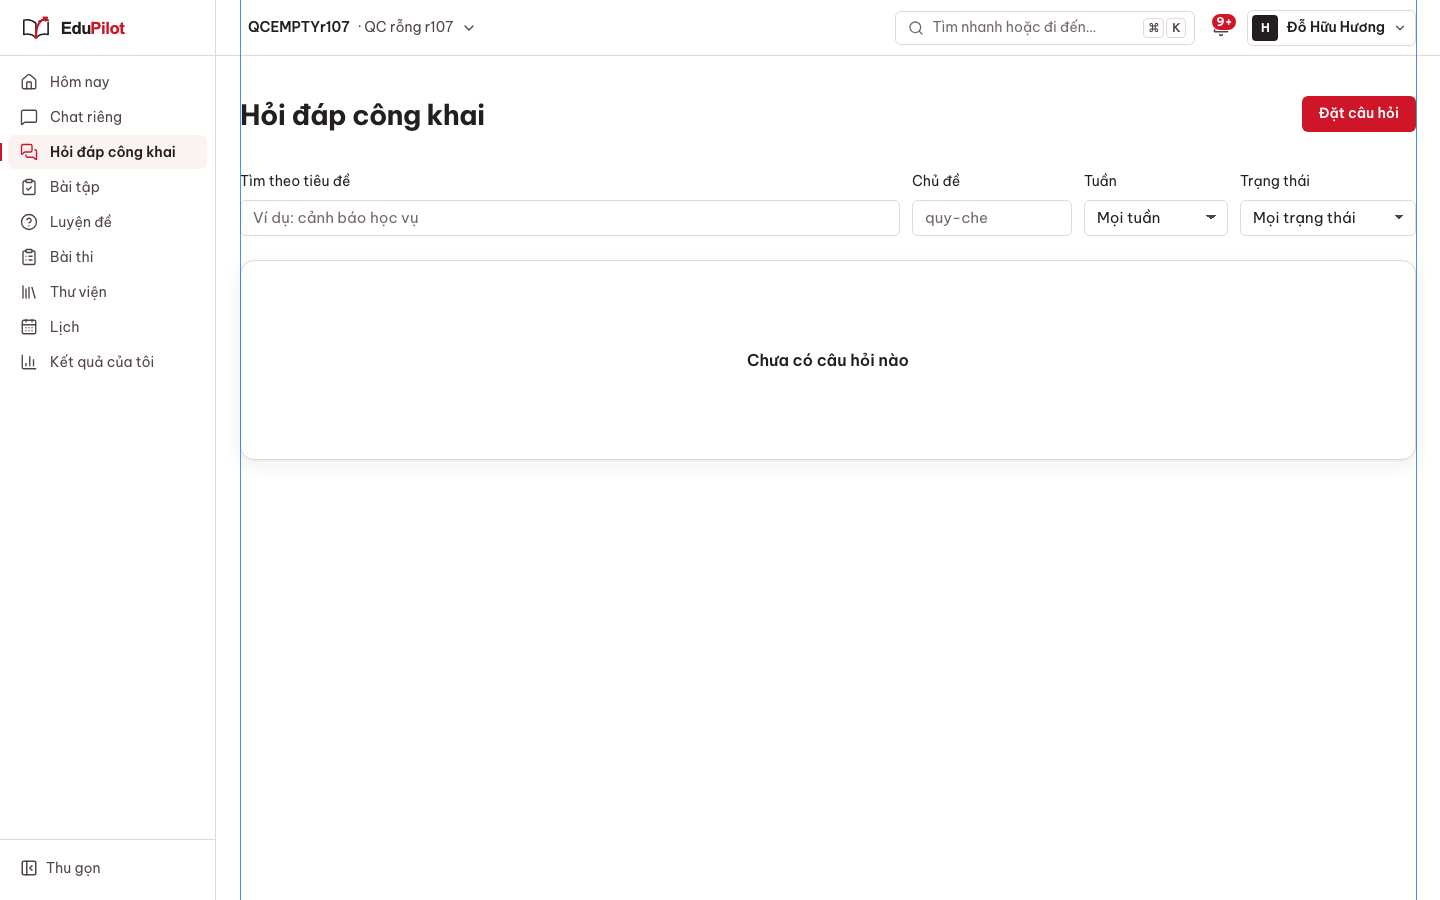 EduPilot
QCEMPTYr107 · QC rỗng r107
Tìm nhanh hoặc đi đến...
⌘ K
9+
H
Đỗ Hữu Hương
Hôm nay
Chat riêng
Hỏi đáp công khai
Bài tập
Luyện đề
Bài thi
Thư viện
Lịch
Kết quả của tôi
Thu gọn
Hỏi đáp công khai
Đặt câu hỏi
Tìm theo tiêu đề
Ví dụ: cảnh báo học vụ
Chủ đề
quy-che
Tuần
Mọi tuần
Trạng thái
Mọi trạng thái
Chưa có câu hỏi nào